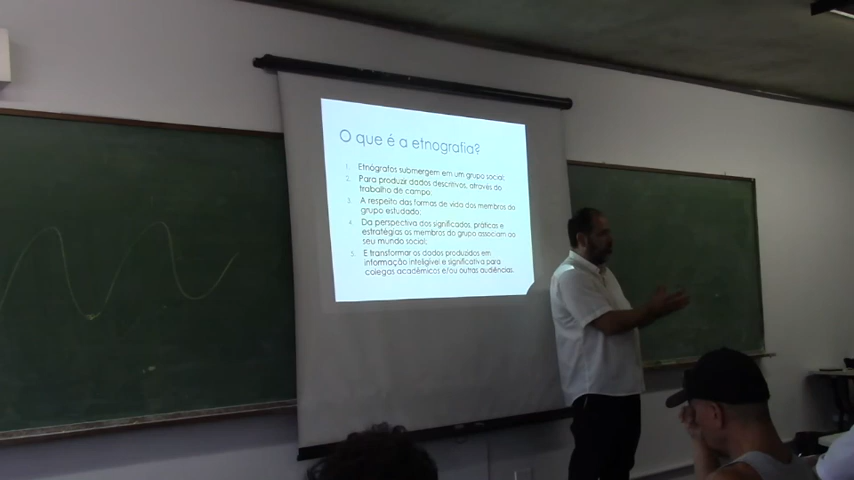 O que é a etnografia?
1. Etnógrafos submergem em um grupo social;
2. Para produzir dados descritivos, através do
trabalho de campo,
3. A respeito das formas de vida dos membros do
grupo estudado;
4. Da perspectiva dos significados, práticas e
estratégias os membros do grupo associam ao
seu mundo social;
5. E transformar os dados produzidos em
informação inteligível e significativa para
colegas acadêmicos e/ou outras audiências.